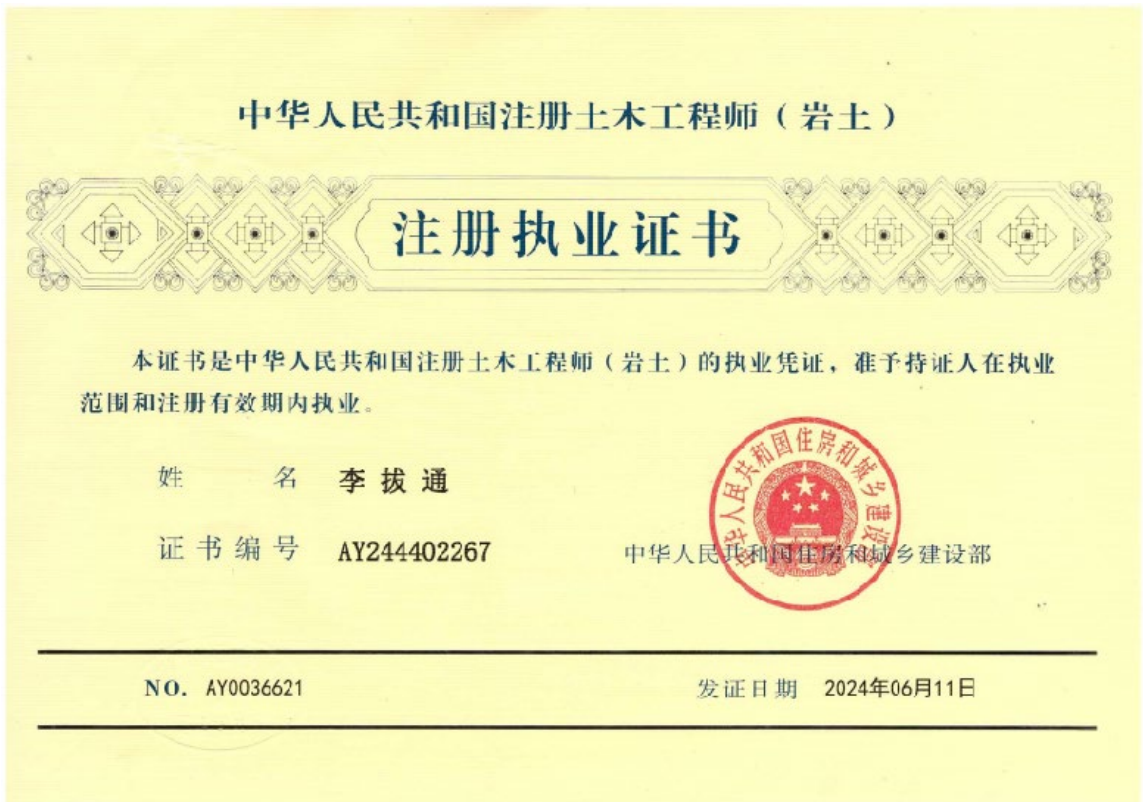 中华人民共和国注册土木工程师（岩土）
注册执业证书
本证书是中华人民共和国注册土木工程师（岩土）的执业凭证，准予持证人在执业
范围和注册有效期内执业。
姓 名 李拔通
证书编号 AY244402267
中华人民共和国住房和城乡建设部
中华人民共和国住房和城乡建设部
NO. AY0036621
发证日期 2024年06月11日